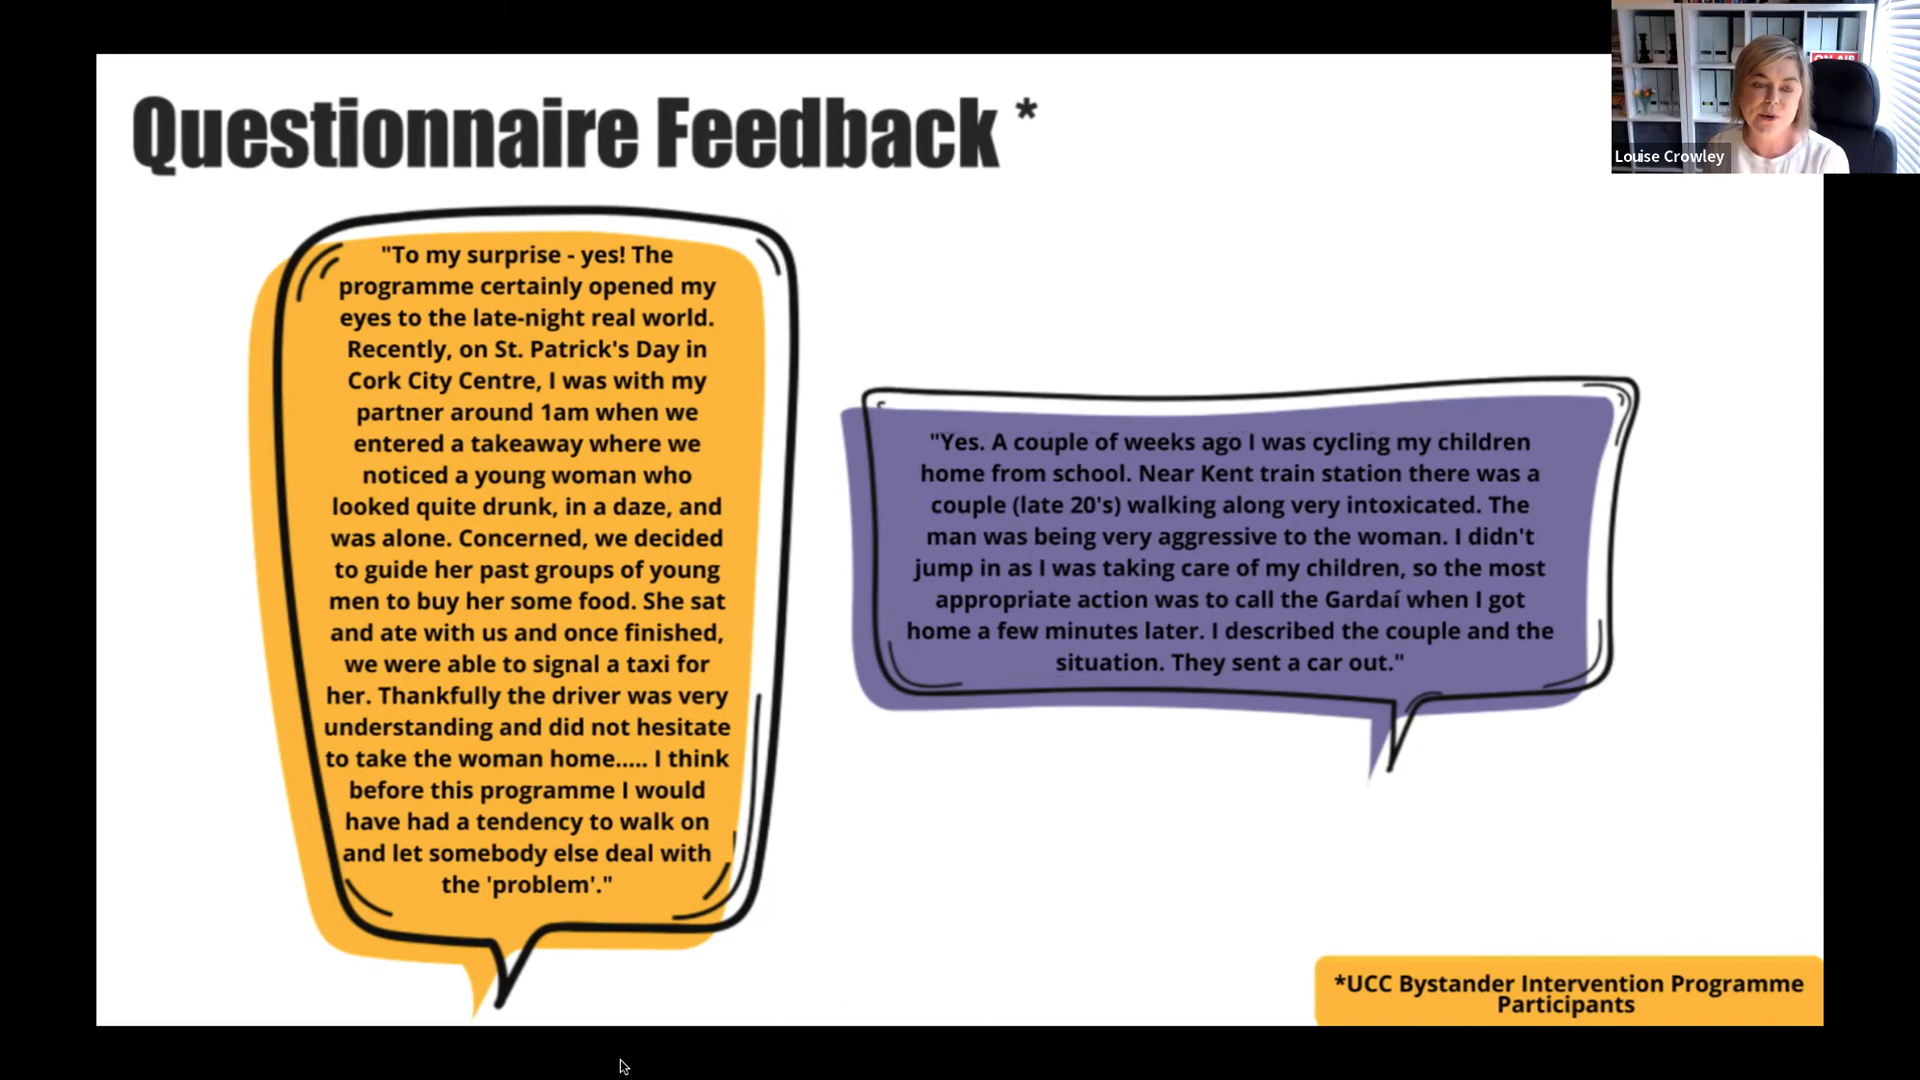 Questionnaire Feedback *
"To my surprise - yes! The
programme certainly opened my
eyes to the late-night real world.
Recently, on St. Patrick's Day in
Cork City Centre, I was with my
partner around 1am when we
entered a takeaway where we
noticed a young woman who
looked quite drunk, in a daze, and
was alone. Concerned, we decided
to guide her past groups of young
men to buy her some food. She sat
and ate with us and once finished,
we were able to signal a taxi for
her. Thankfully the driver was very
understanding and did not hesitate
to take the woman home..... I think
before this programme I would
have had a tendency to walk on
and let somebody else deal with
the 'problem'."
"Yes. A couple of weeks ago I was cycling my children
home from school. Near Kent train station there was a
couple (late 20's) walking along very intoxicated. The
man was being very aggressive to the woman. I didn't
jump in as I was taking care of my children, so the most
appropriate action was to call the Gardaí when I got
home a few minutes later. I described the couple and the
situation. They sent a car out."
*UCC Bystander Intervention Programme
Participants
ON AIR
Louise Crowley